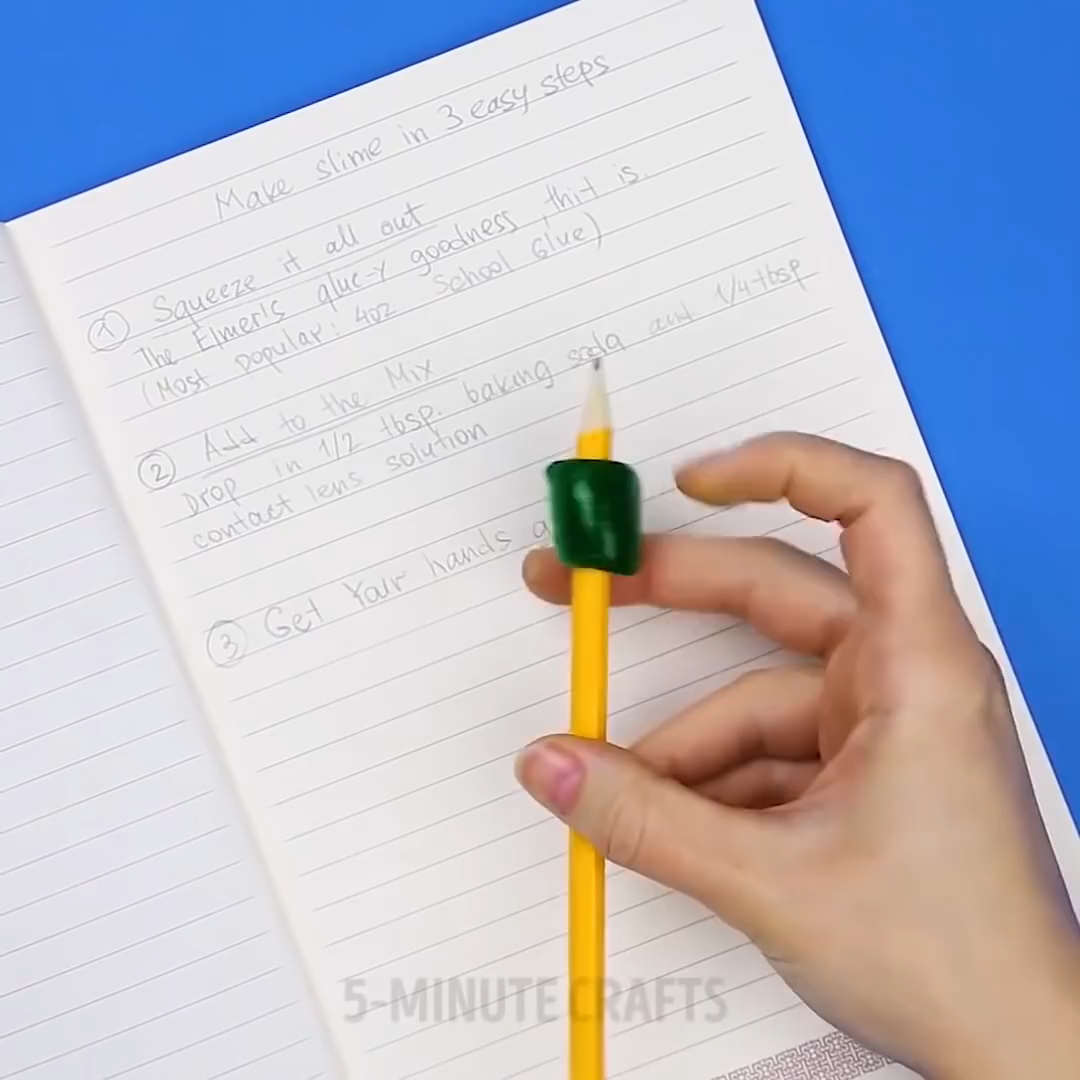 Make slime in 3 easy steps
① Squeeze it all out
The Elmer's glue-y goodness, thit is.
(Most popular: 4oz School Glue)
② Add to the Mix
Drop in 1/2 tbsp. baking soda and 1/4 tbsp
contact lens solution
③ Get Your hands
5-MINUTE CRAFTS